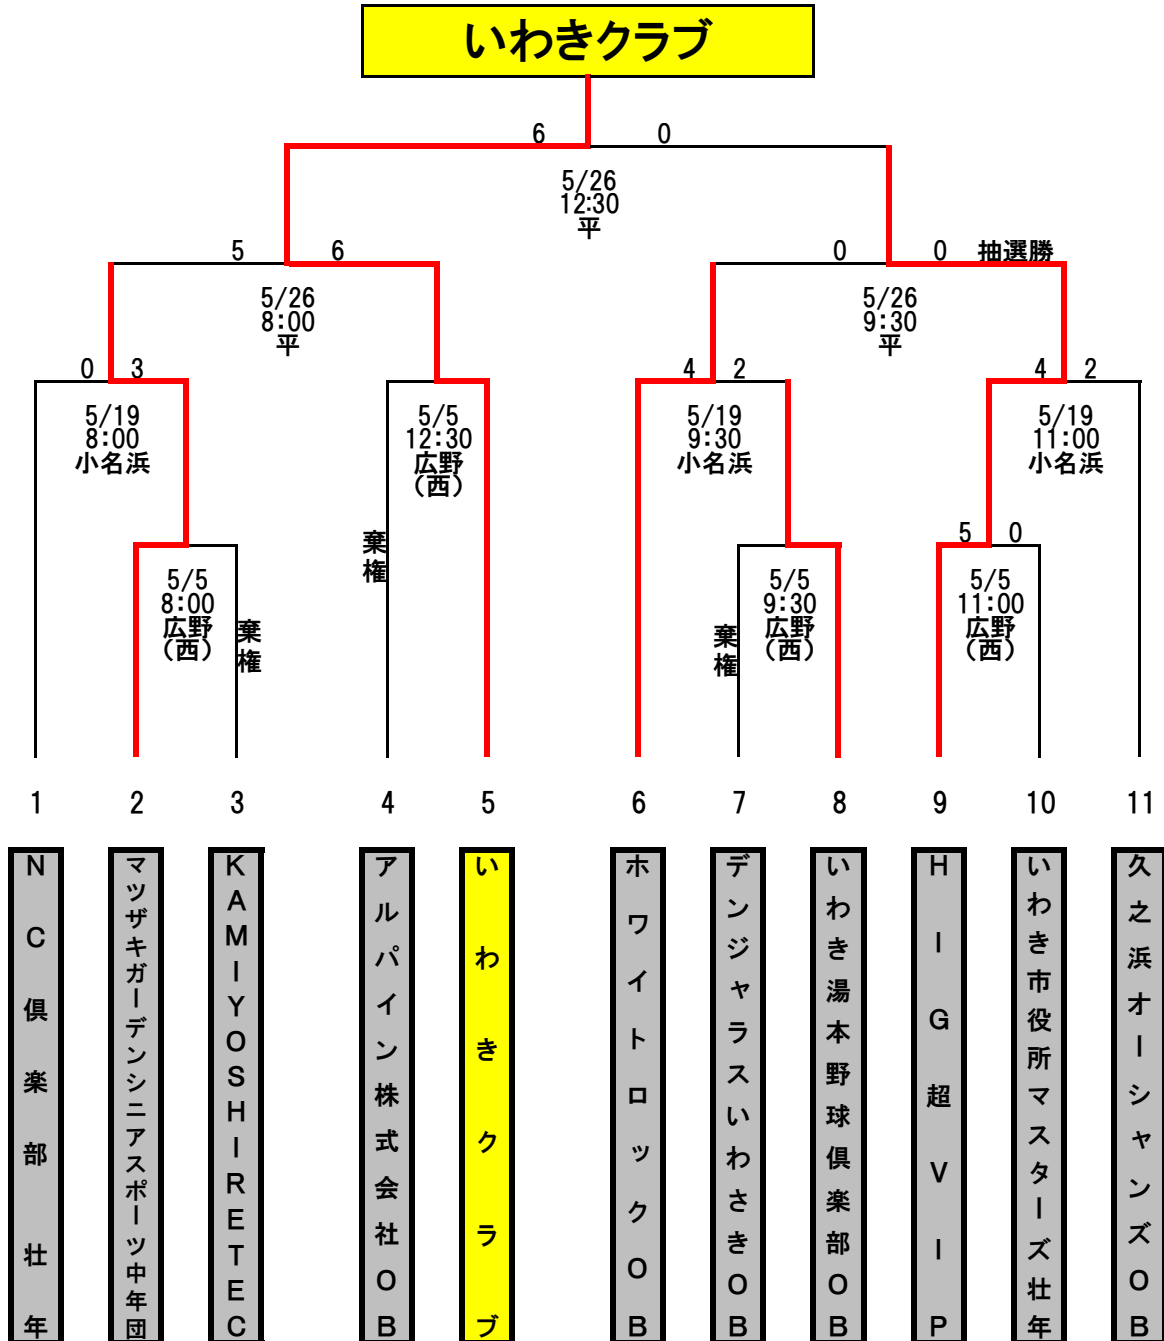 いわきクラブ
6 0
5/26
12:30
平
5 6
0 0 抽選勝
5/26
8:00
平
5/26
9:30
平
0 3
4 2
4 2
5/19
8:00
小名浜
5/5
12:30
広野
（西）
5/19
9:30
小名浜
5/19
11:00
小名浜
棄権
5 0
5/5
8:00
広野
（西）
棄権
棄権
5/5
9:30
広野
（西）
5/5
11:00
広野
（西）
1 2 3 4 5 6 7 8 9 10 11
NC倶楽部壮年
マツザキガーデンシニアスポーツ中年団
KAMIYOSHIRETEC
アルパイン株式会社OB
いわきクラブ
ホワイトロックOB
デンジャラスいわさきOB
いわき湯本野球倶楽部OB
HIG超VIP
いわき市役所マスターズ壮年
久之浜オーシャンズOB